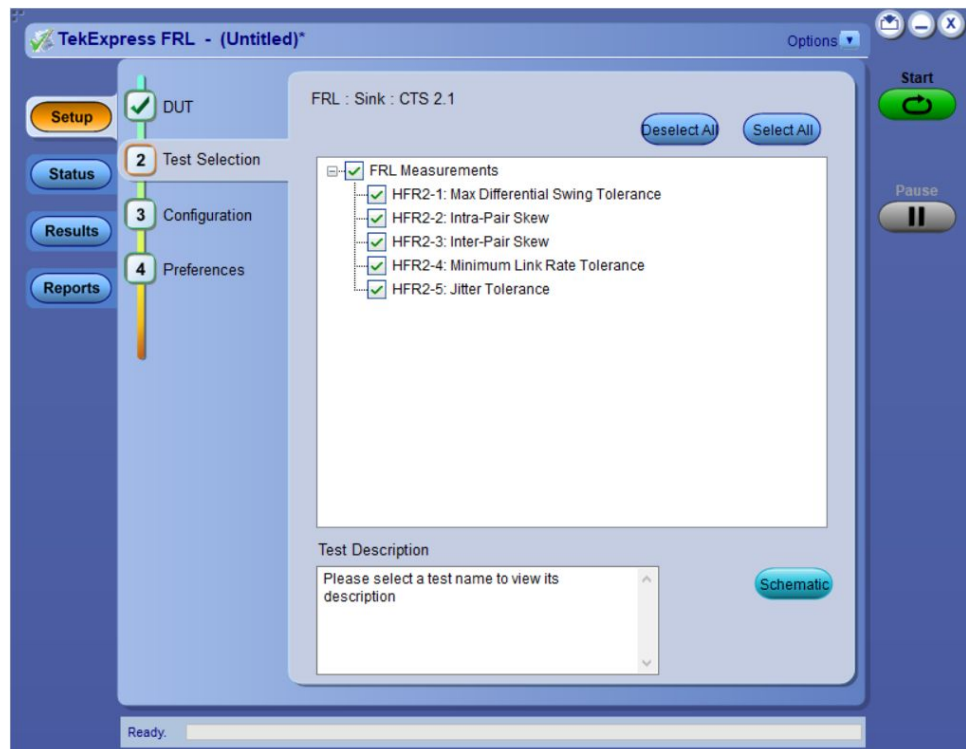 TekExpress FRL - (Untitled)*
Options
Start
Pause
Setup
Status
Results
Reports
DUT
2 Test Selection
3 Configuration
4 Preferences
FRL : Sink : CTS 2.1
Deselect All
Select All
FRL Measurements
HFR2-1: Max Differential Swing Tolerance
HFR2-2: Intra-Pair Skew
HFR2-3: Inter-Pair Skew
HFR2-4: Minimum Link Rate Tolerance
HFR2-5: Jitter Tolerance
Test Description
Please select a test name to view its
description
Schematic
Ready.